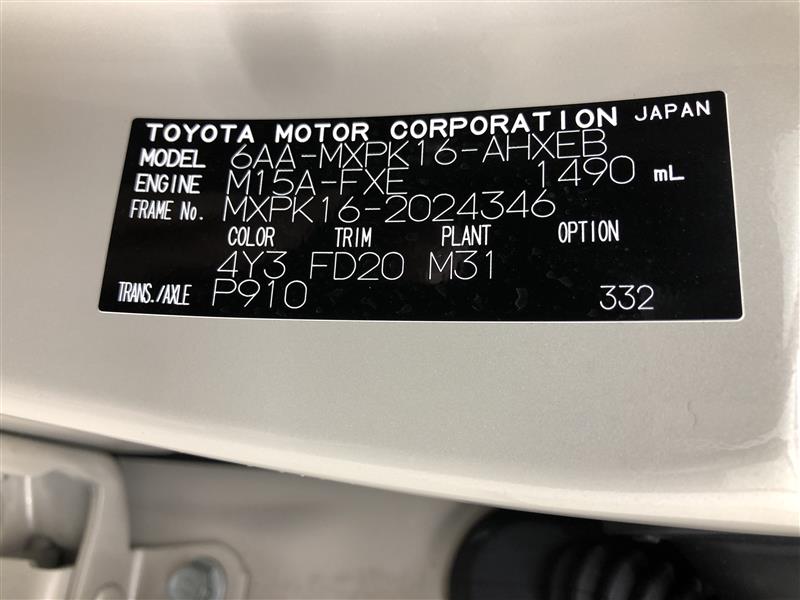 TOYOTA MOTOR CORPORATION JAPAN
MODEL 6AA-MXPK16-AHXEB
ENGINE M15A-FXE 1490 mL
FRAME No. MXPK16-2024346
COLOR TRIM PLANT OPTION
4Y3 FD20 M31
TRANS./AXLE P910 332